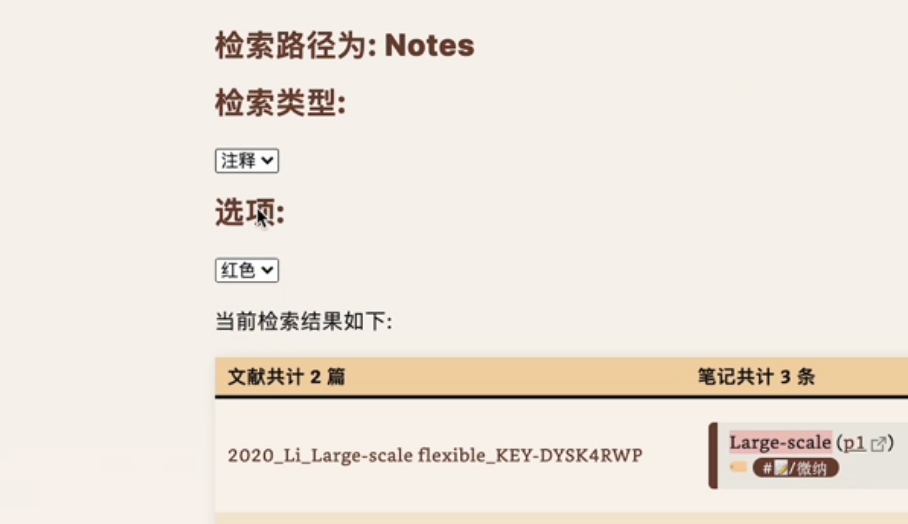 检索路径为: Notes
检索类型:
注释
选项:
红色
当前检索结果如下:
文献共计 2 篇 笔记共计 3 条
2020_Li_Large-scale flexible_KEY-DYSK4RWP
Large-scale (p1)
#📝/微纳